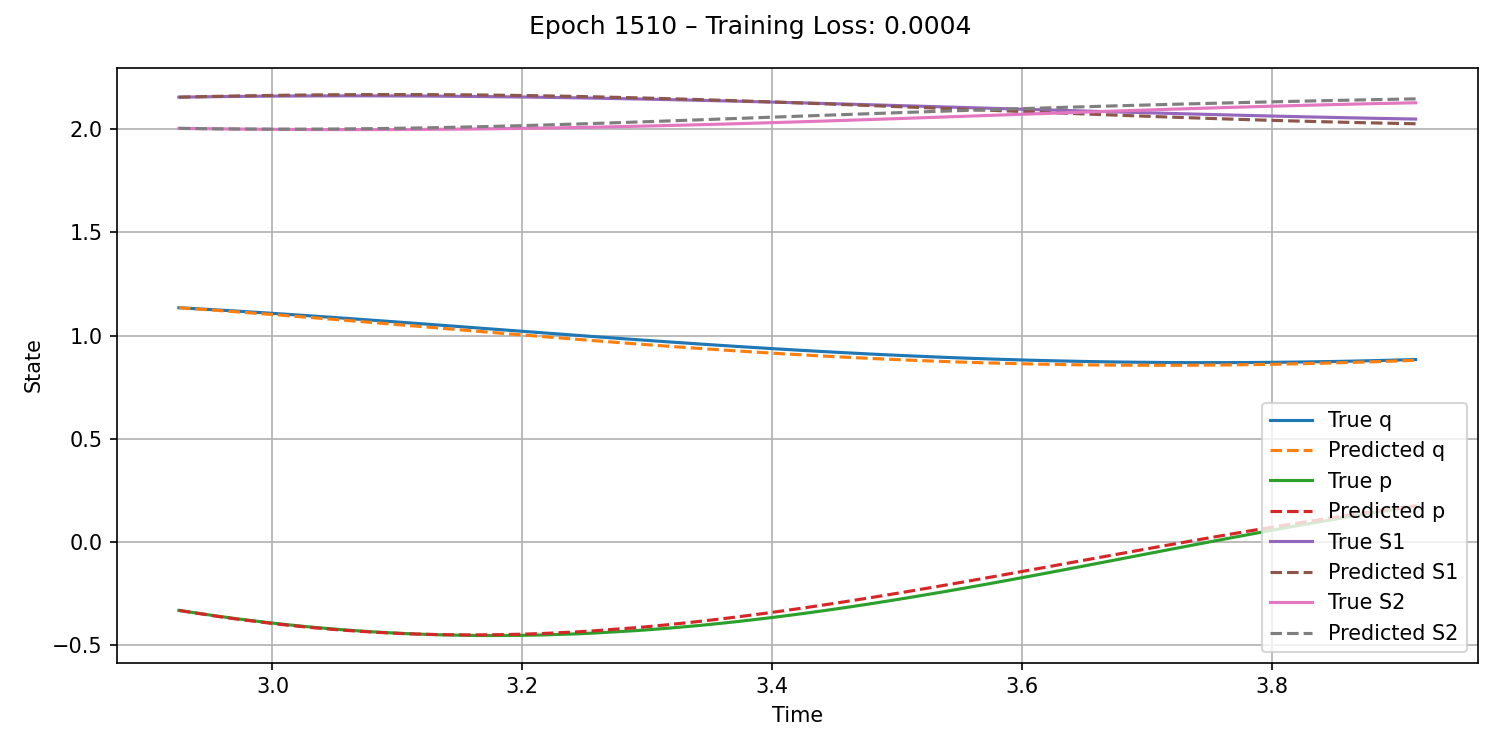 Epoch 1510 – Training Loss: 0.0004
State
2.0
1.5
1.0
0.5
0.0
−0.5
True q
Predicted q
True p
Predicted p
True S1
Predicted S1
True S2
Predicted S2
3.0 3.2 3.4 3.6 3.8
Time